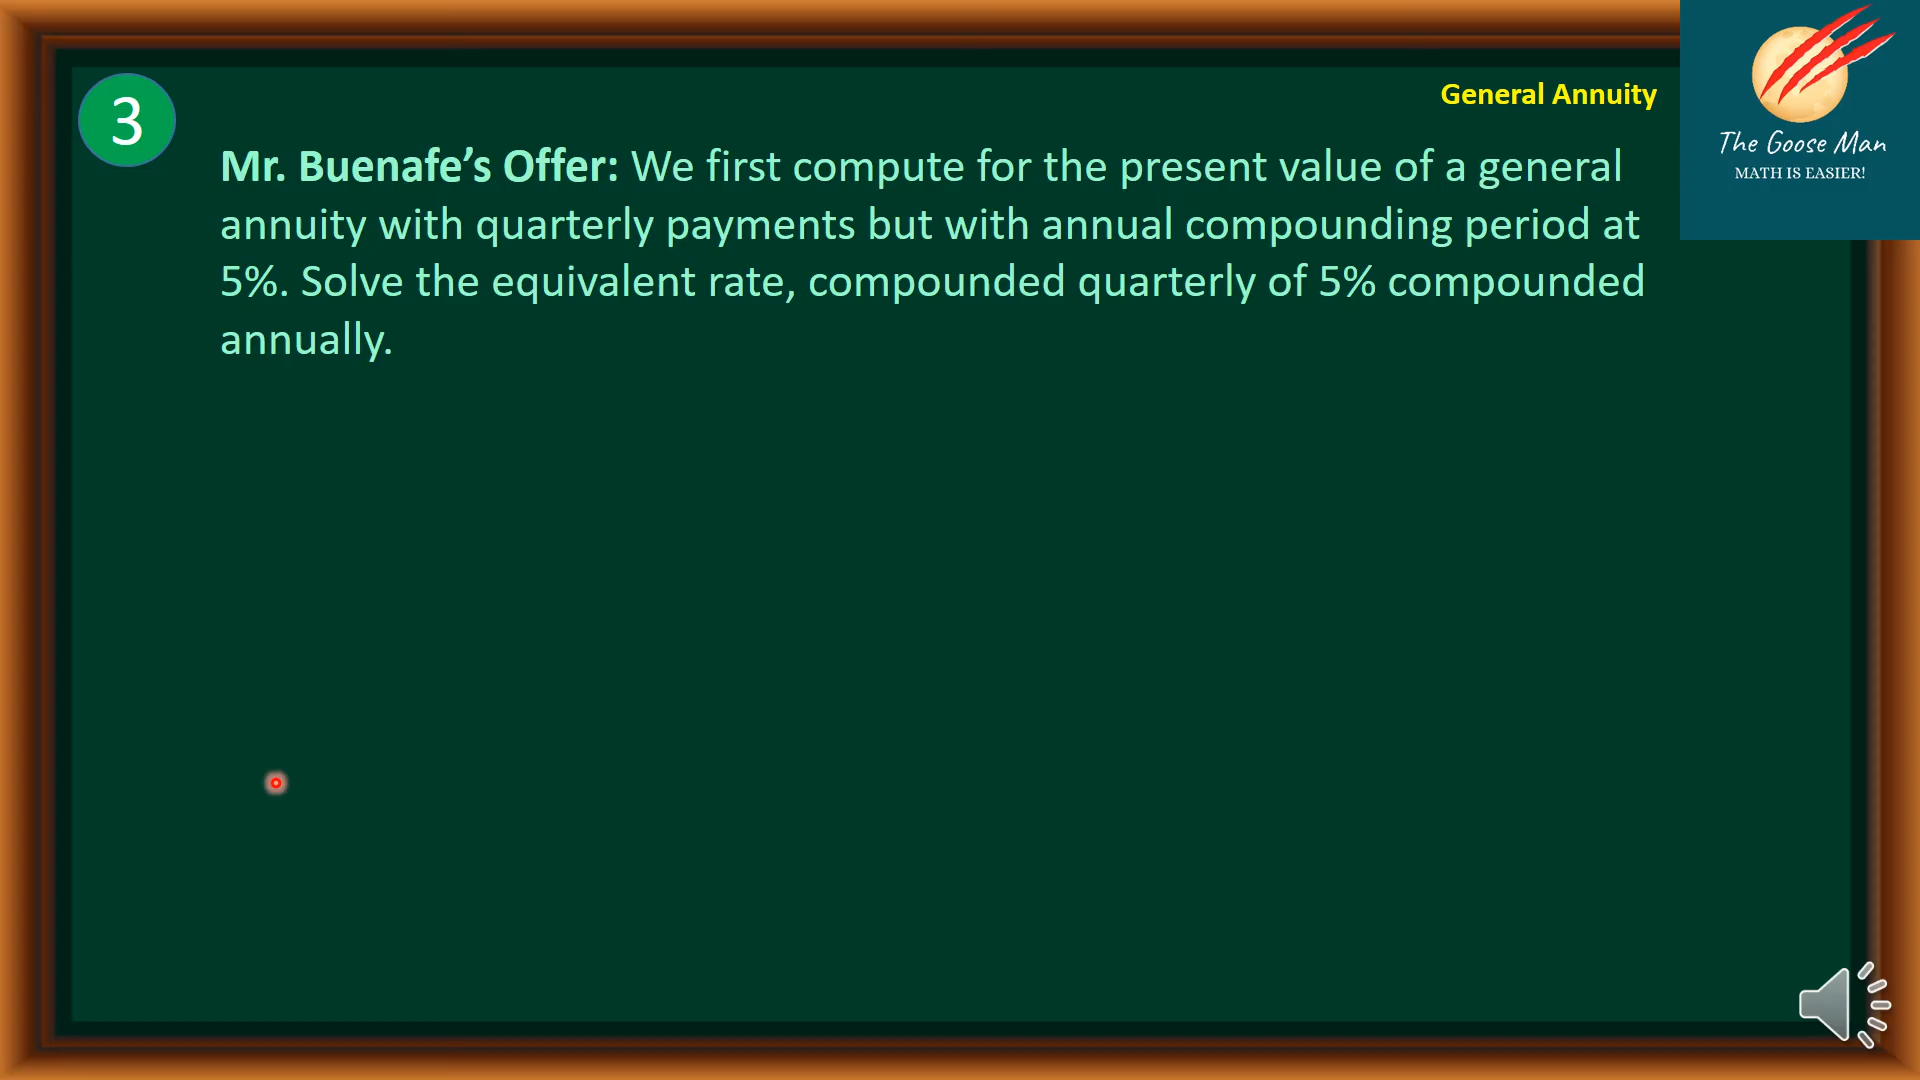 3
General Annuity
The Goose Man
MATH IS EASIER!
Mr. Buenafe’s Offer: We first compute for the present value of a general
annuity with quarterly payments but with annual compounding period at
5%. Solve the equivalent rate, compounded quarterly of 5% compounded
annually.